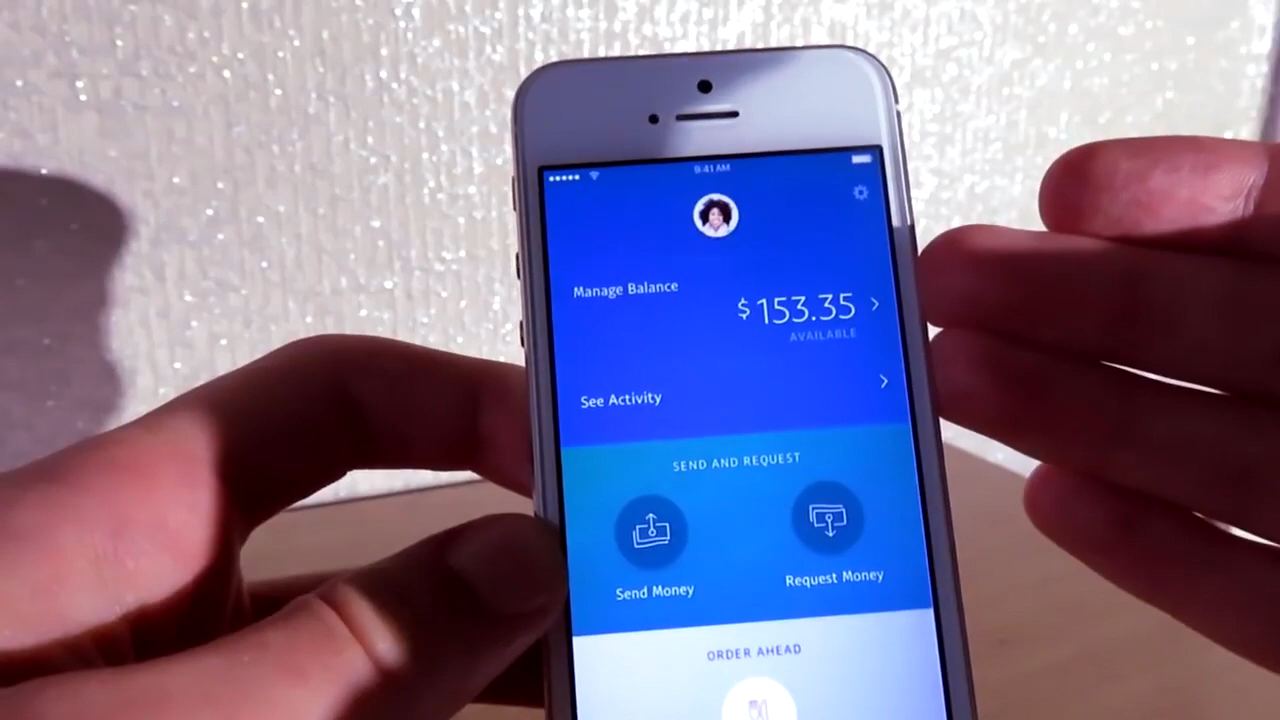 9:41 AM
Manage Balance
$153.35
AVAILABLE
See Activity
SEND AND REQUEST
Send Money
Request Money
ORDER AHEAD